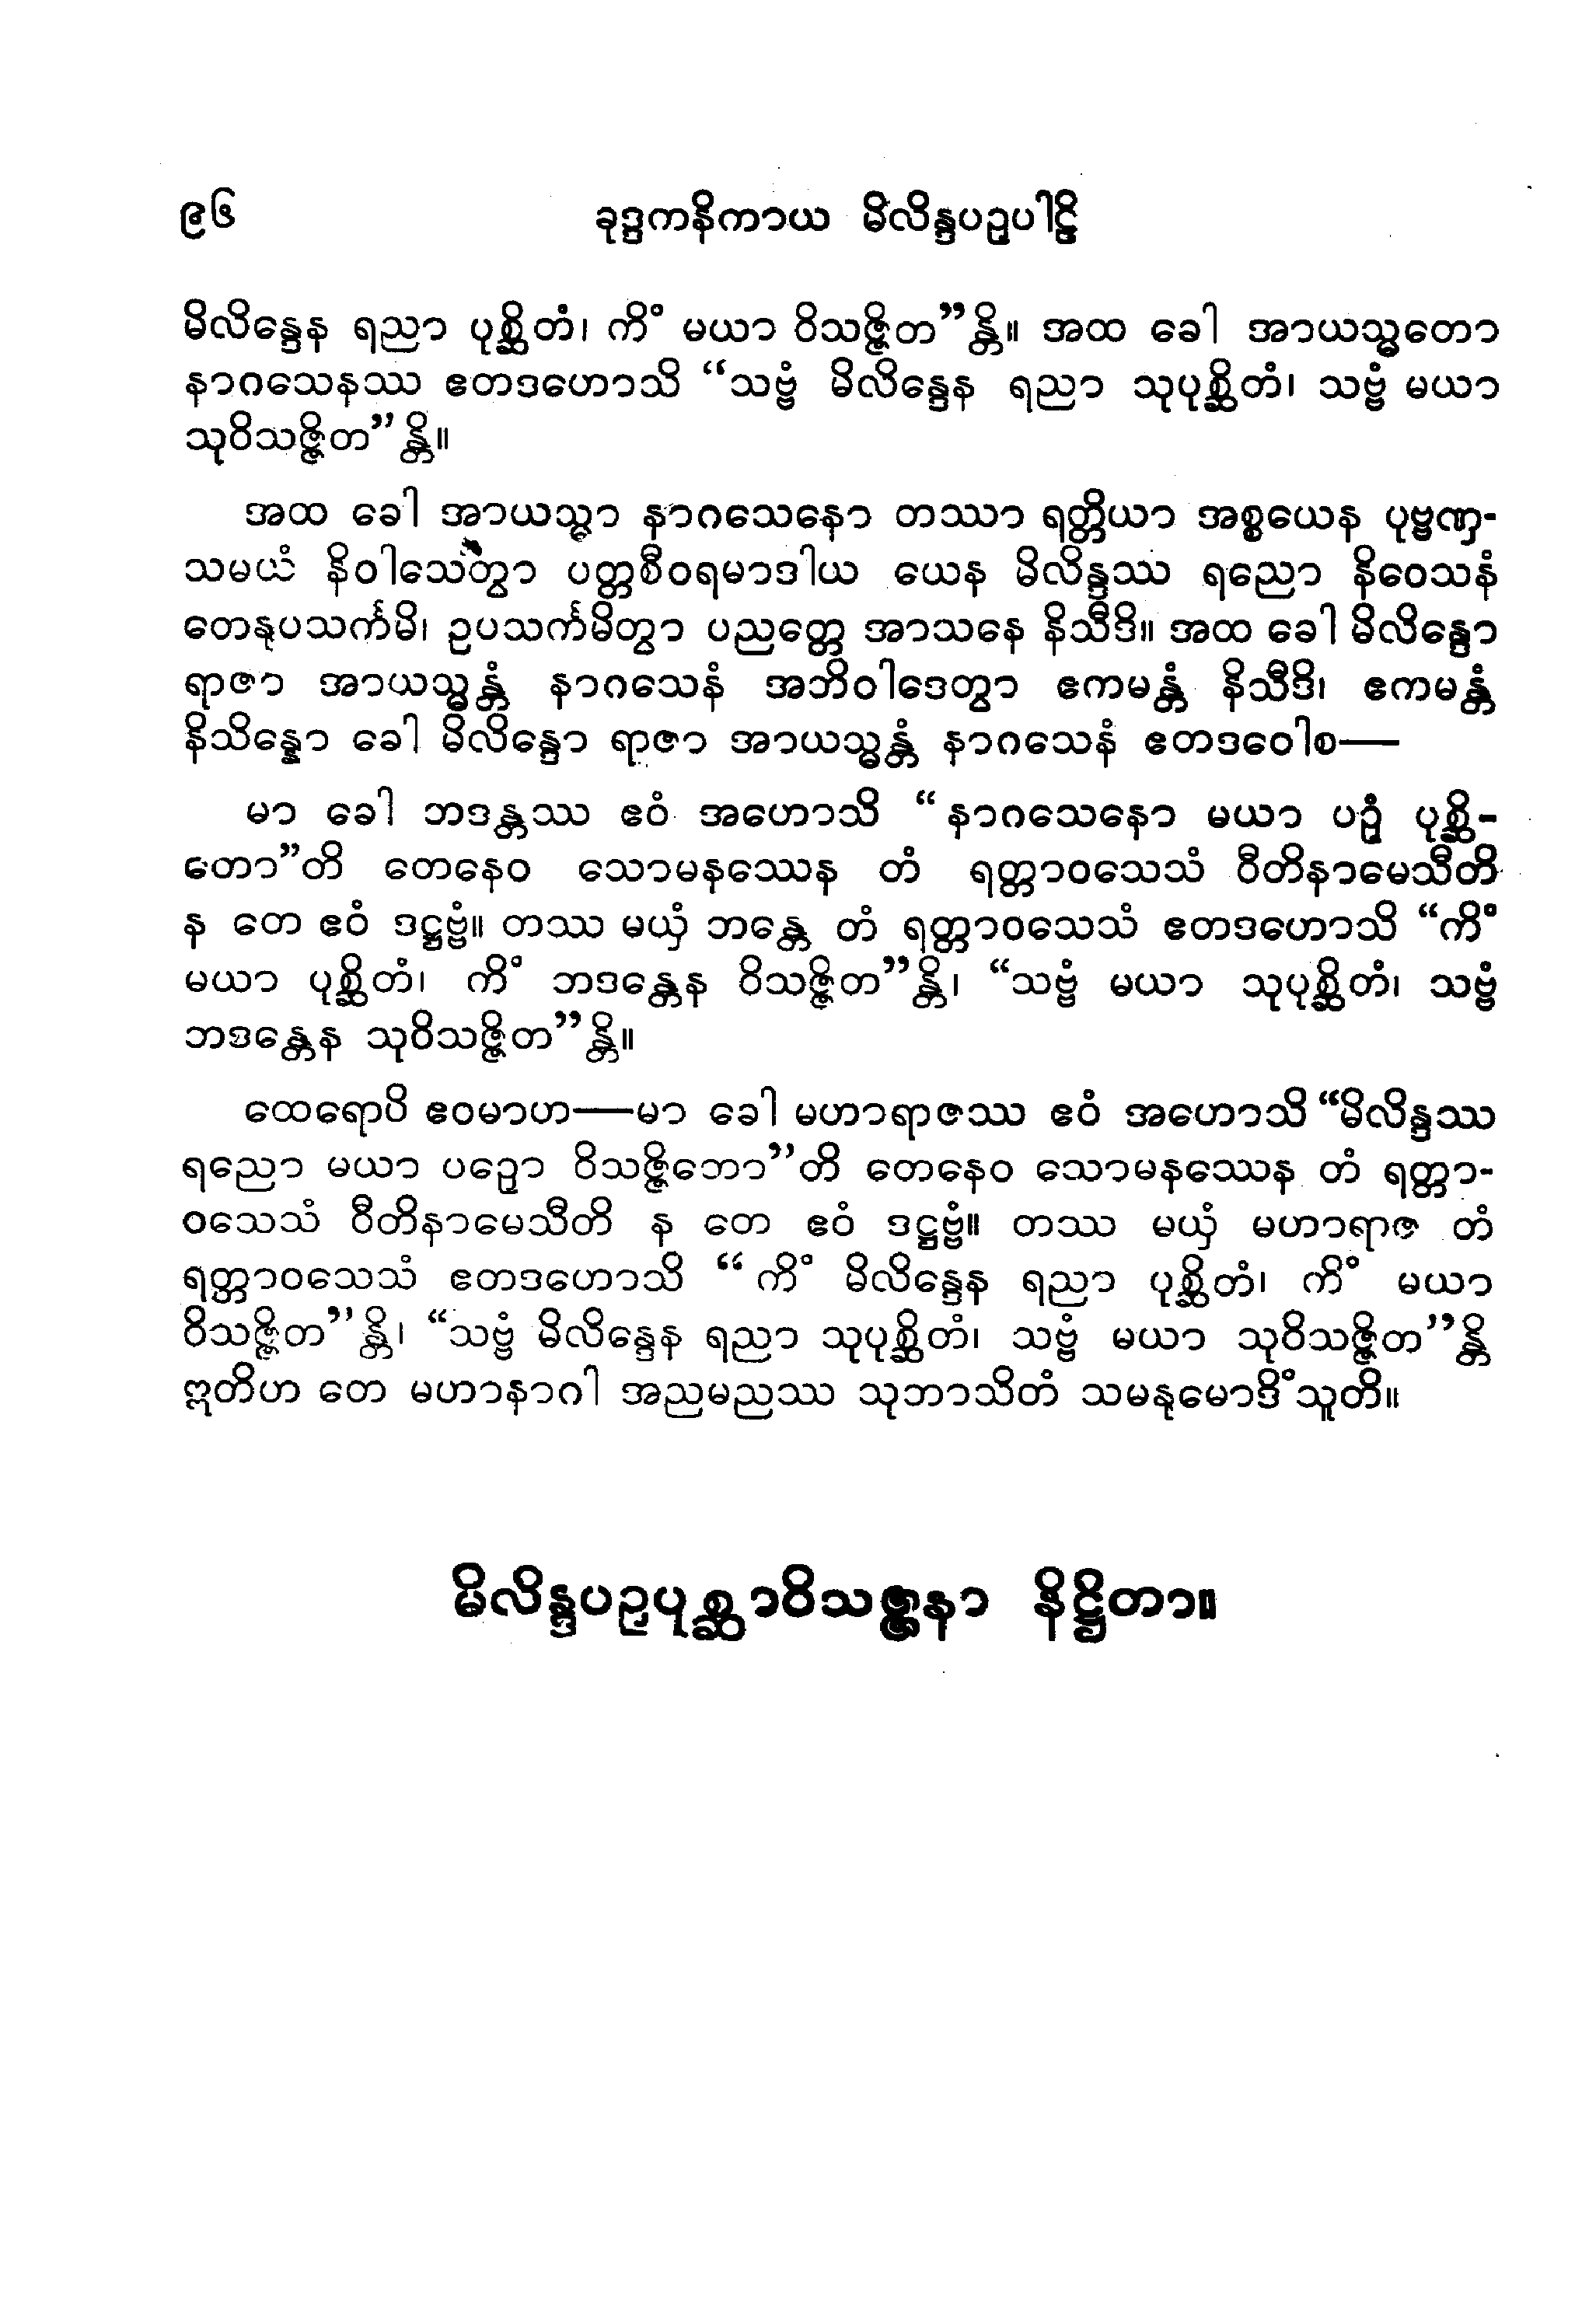 ၉၆ ခုဒ္ဒကနိကာယ မိလိန္ဒပဉှပါဠိ
မိလိန္ဒေန ရညာ ပုစ္ဆိတံ၊ ကိံ မယာ ဝိသဇ္ဇိတ”န္တိ။ အထ ခေါ အာယသ္မတော
နာဂသေနဿ ဧတဒဟောသိ “သဗ္ဗံ မိလိန္ဒေန ရညာ သုပုစ္ဆိတံ၊ သဗ္ဗံ မယာ
သုဝိသဇ္ဇိတ”န္တိ။
အထ ခေါ အာယသ္မာ နာဂသေနော တဿာ ရတ္တိယာ အစ္စယေန ပုဗ္ဗဏှ-
သမယံ နိဝါသေတွာ ပတ္တစီဝရမာဒါယ ယေန မိလိန္ဒဿ ရညော နိဝေသနံ
တေနုပသင်္ကမိ၊ ဥပသင်္ကမိတွာ ပညတ္တေ အာသနေ နိသီဒိ။ အထ ခေါ မိလိန္ဒော
ရာဇာ အာယသ္မန္တံ နာဂသေနံ အဘိဝါဒေတွာ ဧကမန္တံ နိသီဒိ၊ ဧကမန္တံ
နိသိန္နော ခေါ မိလိန္ဒော ရာဇာ အာယသ္မန္တံ နာဂသေနံ ဧတဒဝေါစ—
မာ ခေါ ဘဒန္တဿ ဧဝံ အဟောသိ “နာဂသေနော မယာ ပဉှံ ပုစ္ဆိ-
တော”တိ တေနေဝ သောမနဿေန တံ ရတ္တာဝသေသံ ဝီတိနာမေသီတိ
န တေ ဧဝံ ဒဋ္ဌဗ္ဗံ။ တဿ မယှံ ဘန္တေ တံ ရတ္တာဝသေသံ ဧတဒဟောသိ “ကိံ
မယာ ပုစ္ဆိတံ၊ ကိံ ဘဒန္တေန ဝိသဇ္ဇိတ”န္တိ၊ “သဗ္ဗံ မယာ သုပုစ္ဆိတံ၊ သဗ္ဗံ
ဘဒန္တေန သုဝိသဇ္ဇိတ”န္တိ။
ထေရောပိ ဧဝမာဟ—မာ ခေါ မဟာရာဇဿ ဧဝံ အဟောသိ “မိလိန္ဒဿ
ရညော မယာ ပဉှော ဝိသဇ္ဇိတော”တိ တေနေဝ သောမနဿေန တံ ရတ္တာ-
ဝသေသံ ဝီတိနာမေသီတိ န တေ ဧဝံ ဒဋ္ဌဗ္ဗံ။ တဿ မယှံ မဟာရာဇ တံ
ရတ္တာဝသေသံ ဧတဒဟောသိ “ကိံ မိလိန္ဒေန ရညာ ပုစ္ဆိတံ၊ ကိံ မယာ
ဝိသဇ္ဇိတ”န္တိ၊ “သဗ္ဗံ မိလိန္ဒေန ရညာ သုပုစ္ဆိတံ၊ သဗ္ဗံ မယာ သုဝိသဇ္ဇိတ”န္တိ
ဣတိဟ တေ မဟာနာဂါ အညမညဿ သုဘာသိတံ သမနုမောဒိံသူတိ။
မိလိန္ဒပဉှပုစ္ဆာဝိသဇ္ဇနာ နိဋ္ဌိတာ။